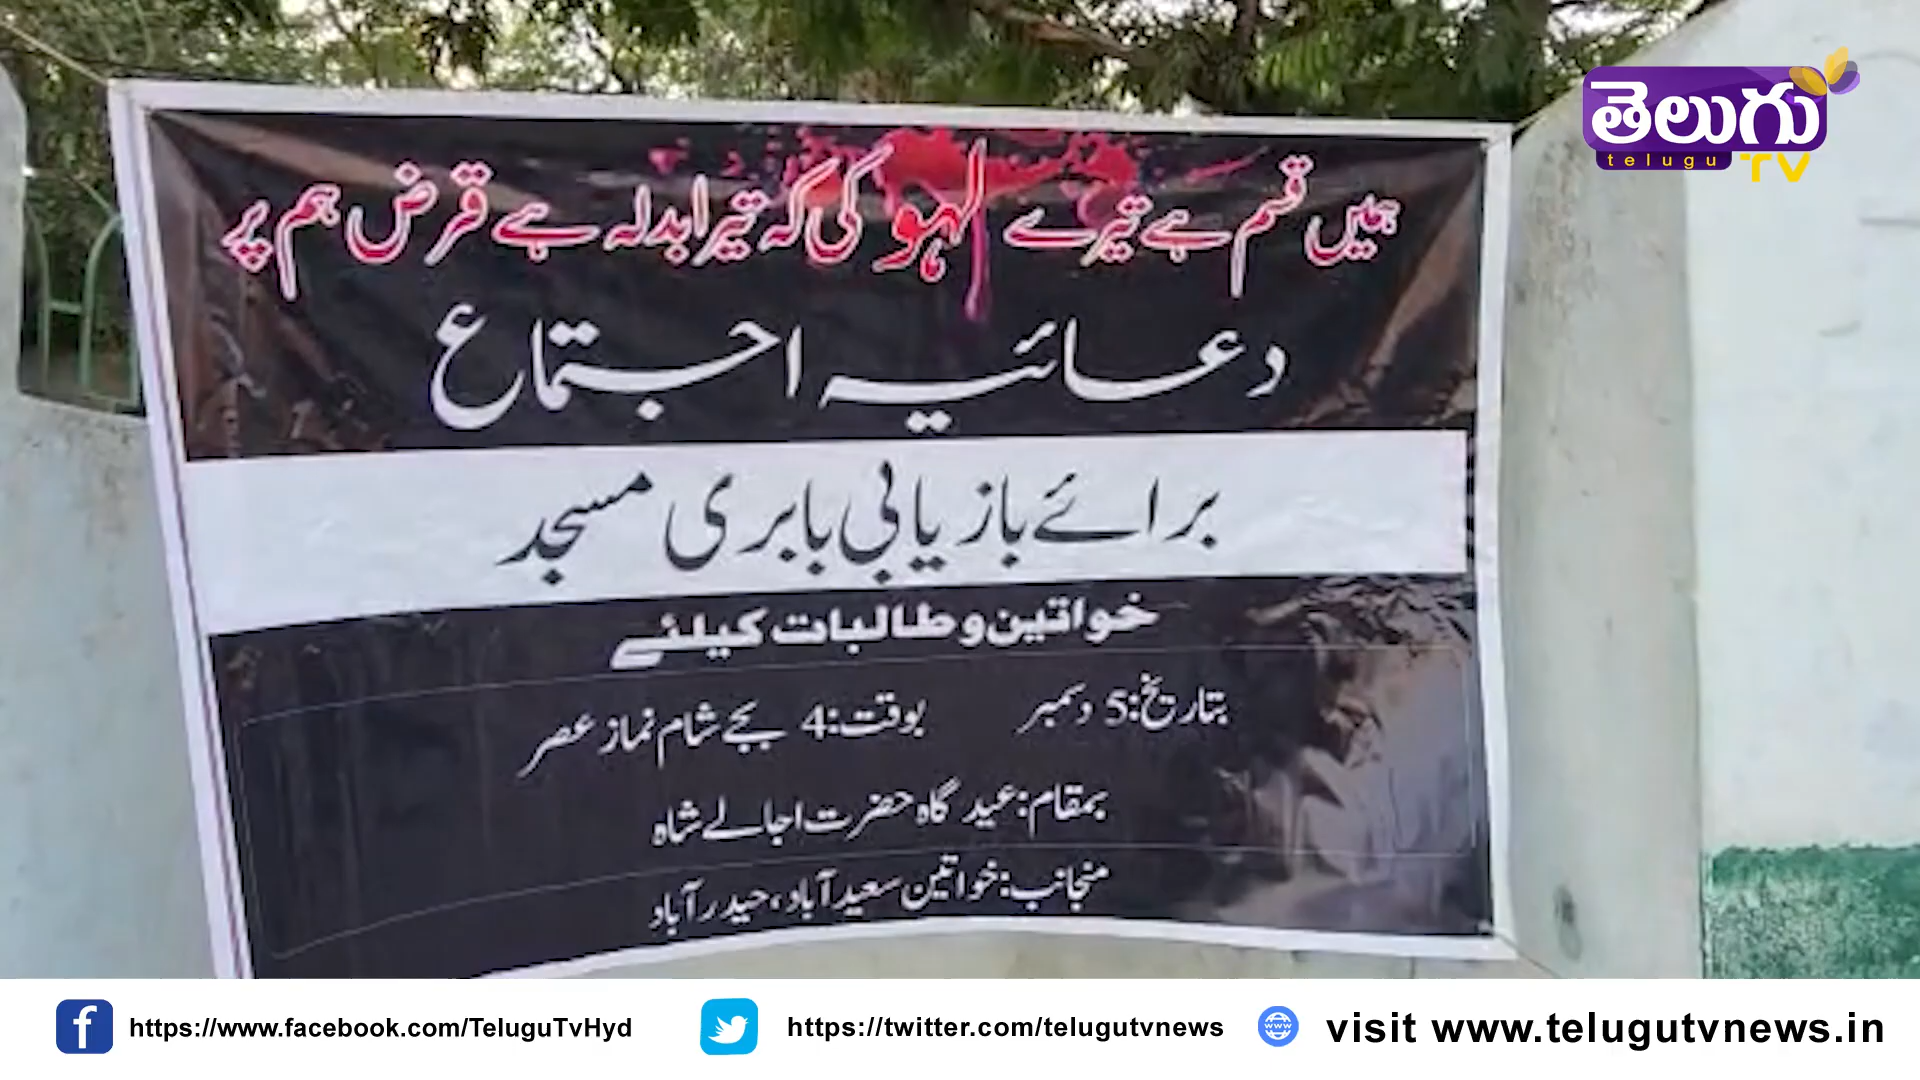 తెలుగు
telugu
TV
ہمیں قسم ہے تیرے لہو کی کہ تیرا بدلہ ہے قرض ہم پر
دعائیہ اجتماع
برائے بازیابی بابری مسجد
خواتین و طالبات کیلئے
بتاریخ: 5 دسمبر بوقت: 4 بجے شام نماز عصر
بمقام: عید گاہ حضرت اجالے شاہ
منجانب: خواتین سعیدآباد، حیدرآباد
https://www.facebook.com/TeluguTvHyd
https://twitter.com/telugutvnews
visit www.telugutvnews.in